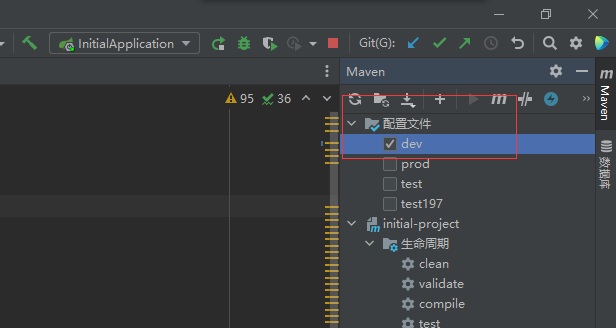 InitialApplication
Git(G):
Maven
95 36
配置文件
dev
prod
test
test197
initial-project
生命周期
clean
validate
compile
test
m
Maven
数据库